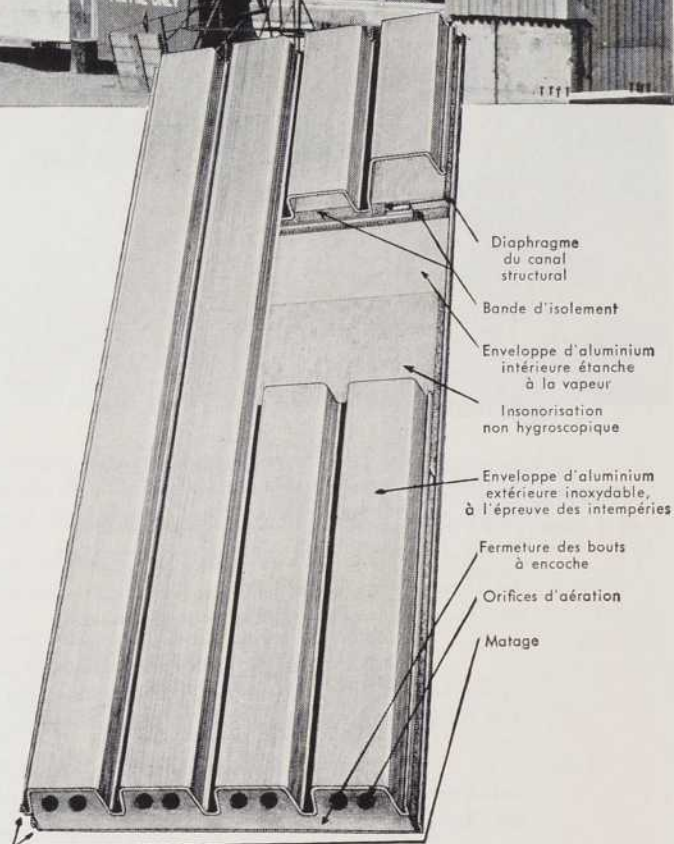 Diaphragme
du canal
structural
Bande d'isolement
Enveloppe d'aluminium
intérieure étanche
à la vapeur
Insonorisation
non hygroscopique
Enveloppe d'aluminium
extérieure inoxydable,
à l'épreuve des intempéries
Fermeture des bouts
à encoche
Orifices d'aération
Matage